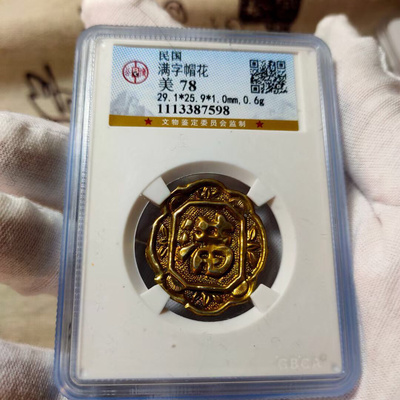 民国
满字帽花
美 78
29.1*25.9*1.0mm,0.6g
1113387598
★ 文物鉴定委员会监制 ★
GBCA